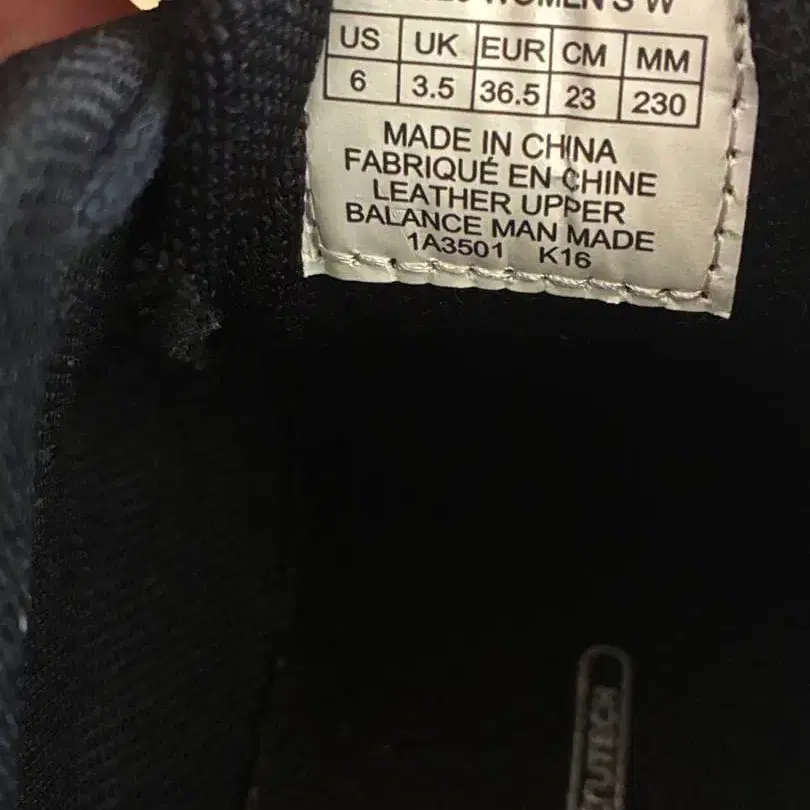 WOMEN'S W
US UK EUR CM MM
6 3.5 36.5 23 230
MADE IN CHINA
FABRIQUÉ EN CHINE
LEATHER UPPER
BALANCE MAN MADE
1A3501 K16